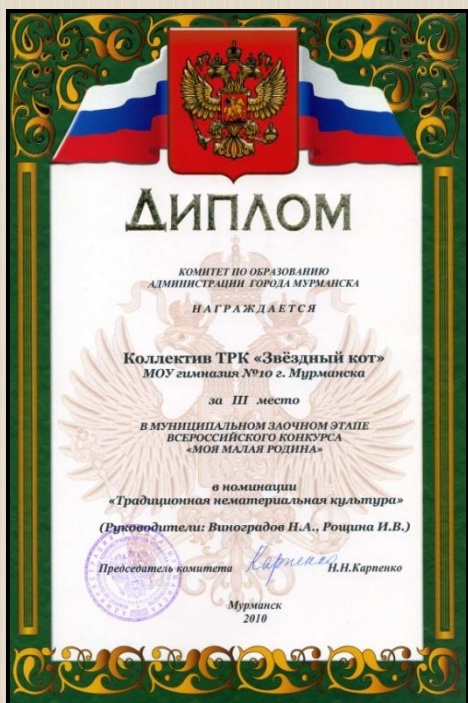 ДИПЛОМ
КОМИТЕТ ПО ОБРАЗОВАНИЮ
АДМИНИСТРАЦИИ ГОРОДА МУРМАНСКА
НАГРАЖДАЕТСЯ
Коллектив ТРК «Звёздный кот»
МОУ гимназия №10 г. Мурманска
за III место
В МУНИЦИПАЛЬНОМ ЗАОЧНОМ ЭТАПЕ
ВСЕРОССИЙСКОГО КОНКУРСА
«МОЯ МАЛАЯ РОДИНА»
в номинации
«Традиционная нематериальная культура»
(Руководители: Виноградов Н.А., Рощина И.В.)
Председатель комитета Карпенко Н.Н.Карпенко
Мурманск
2010